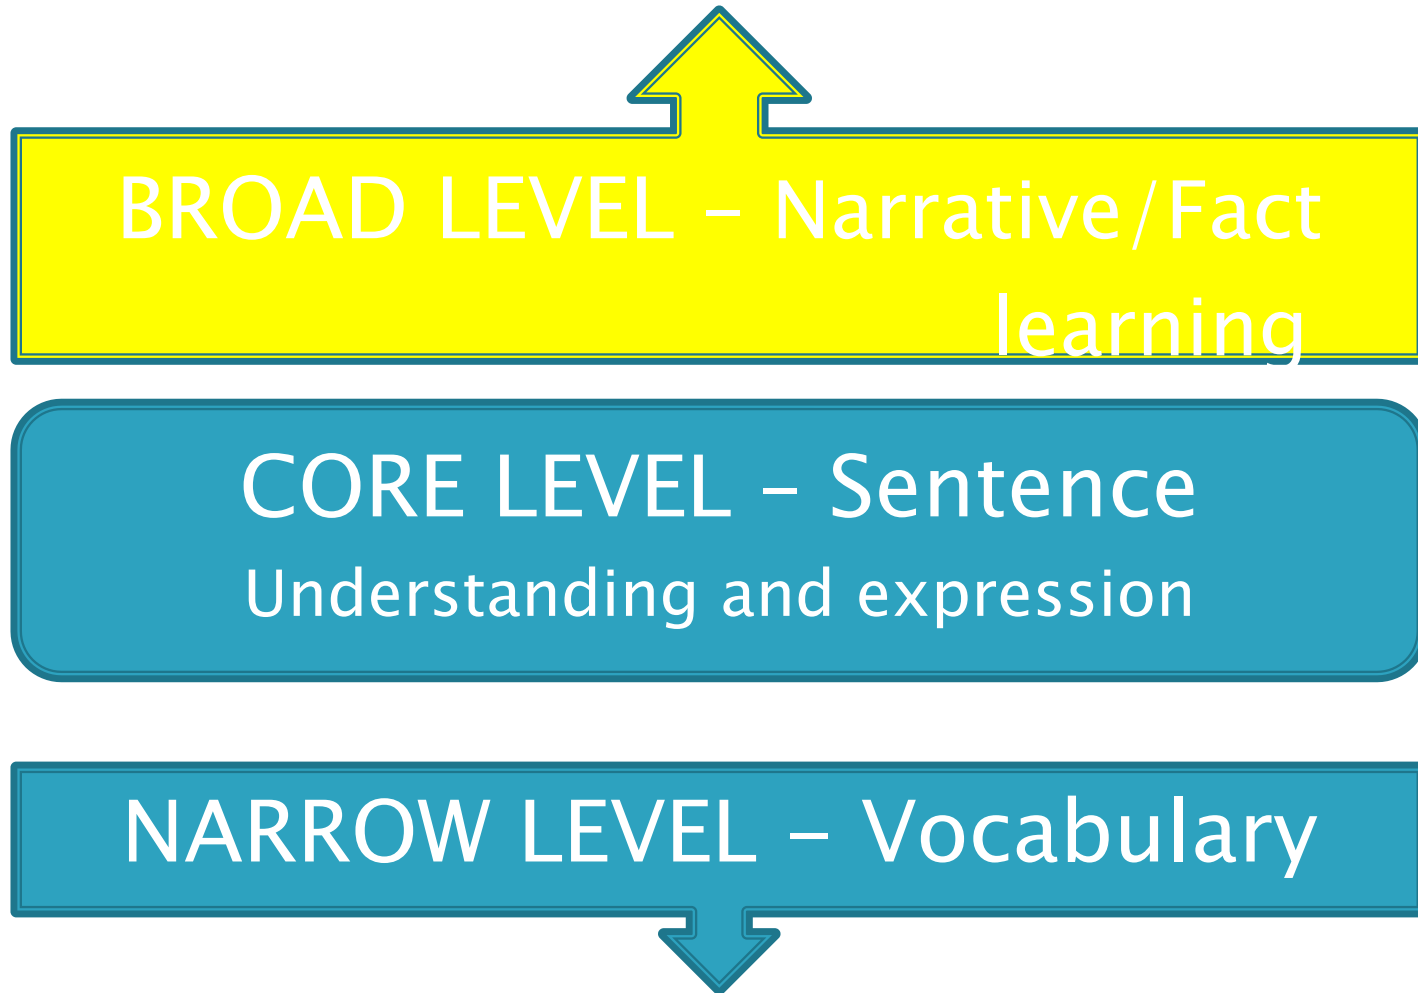 BROAD LEVEL – Narrative/Fact
learning
CORE LEVEL – Sentence
Understanding and expression
NARROW LEVEL – Vocabulary